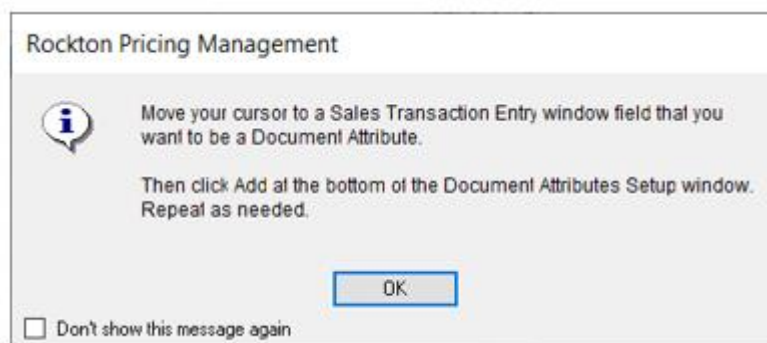 Rockton Pricing Management
Move your cursor to a Sales Transaction Entry window field that you
want to be a Document Attribute.
Then click Add at the bottom of the Document Attributes Setup window.
Repeat as needed.
OK
Don't show this message again